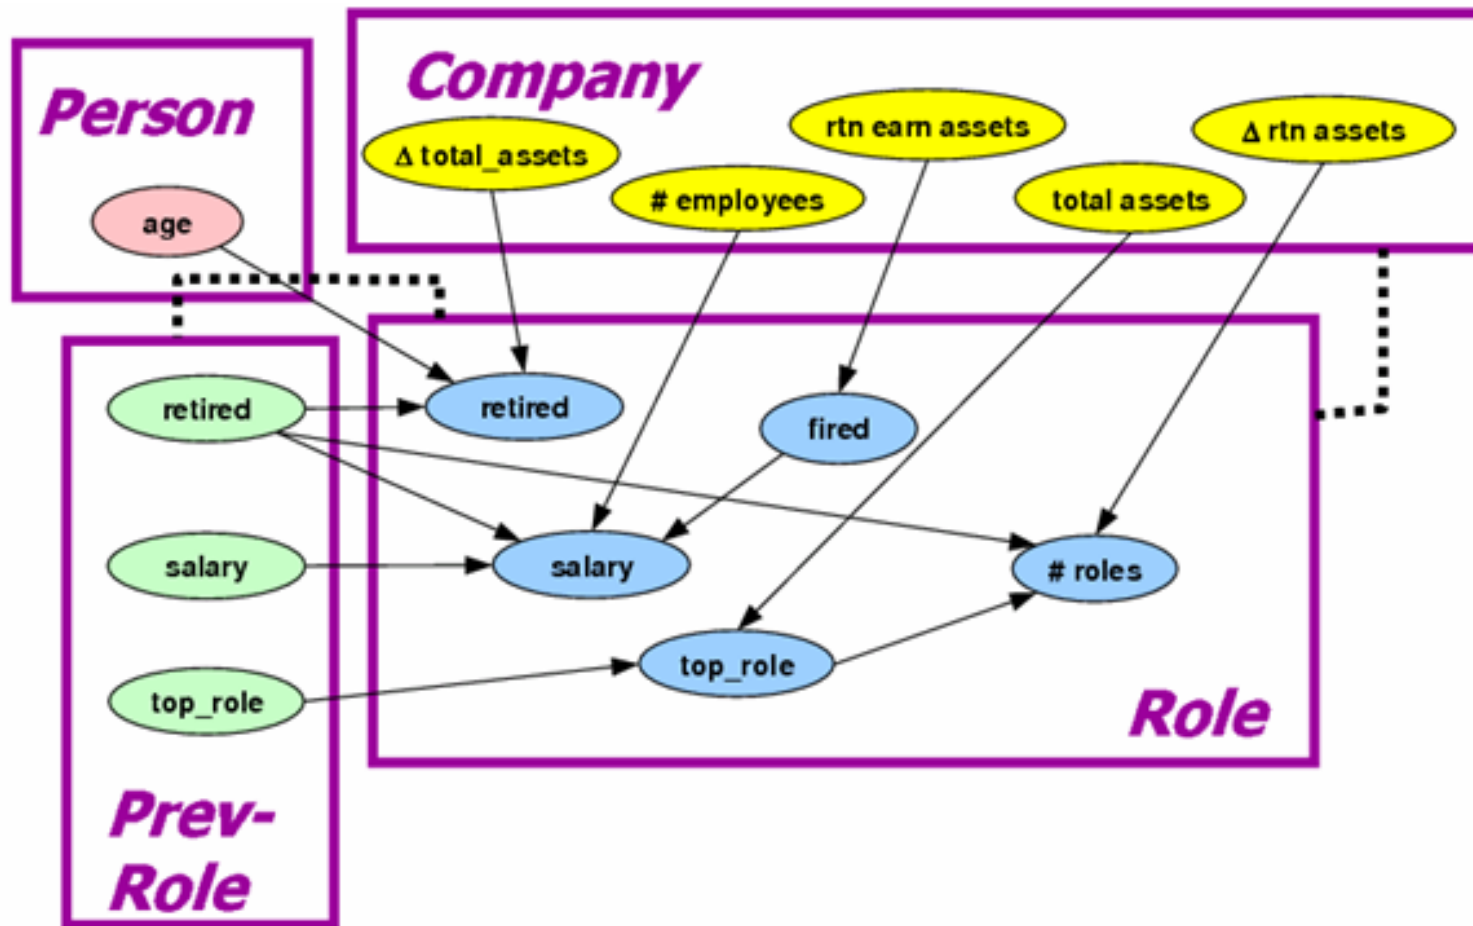 Person
Company
Δ total_assets
# employees
rtn earn assets
total assets
Δ rtn assets
age
retired
salary
top_role
Prev-
Role
retired
fired
salary
# roles
top_role
Role